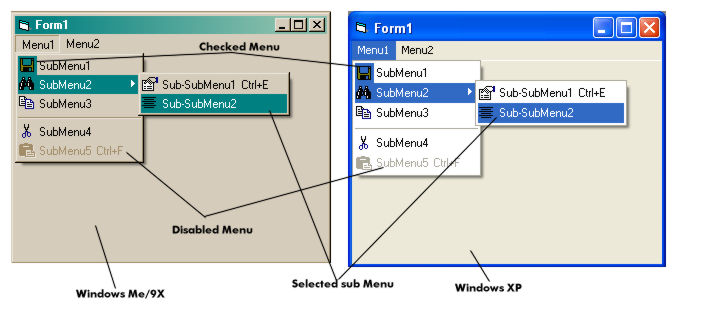 Form1
Menu1 Menu2
SubMenu1
SubMenu2
SubMenu3
SubMenu4
SubMenu5 Ctrl+F
Sub-SubMenu1 Ctrl+E
Sub-SubMenu2
Checked Menu
Form1
Menu1 Menu2
SubMenu1
SubMenu2
SubMenu3
SubMenu4
SubMenu5 Ctrl+F
Sub-SubMenu1 Ctrl+E
Sub-SubMenu2
Disabled Menu
Selected sub Menu
Windows Me/9X
Windows XP